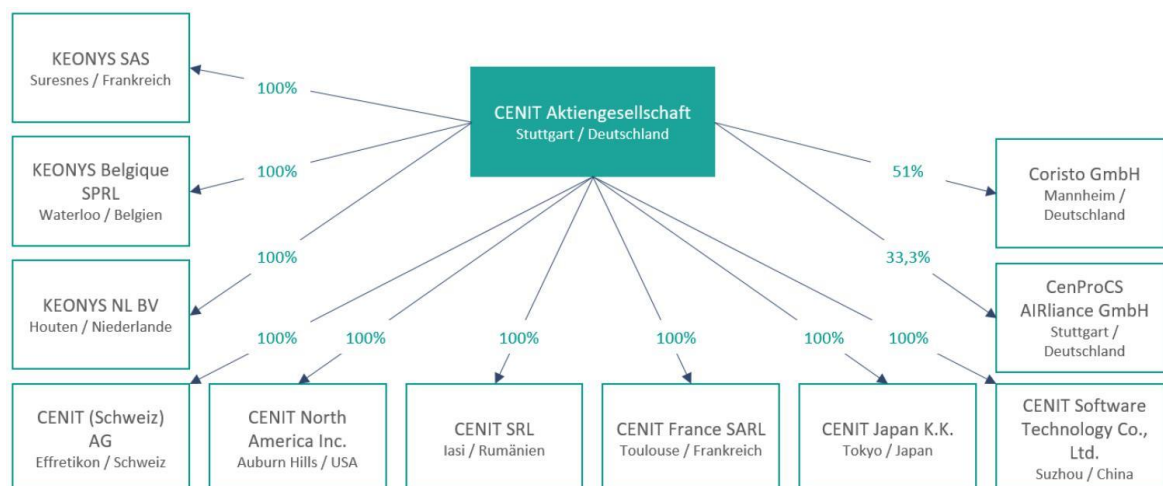 KEONYS SAS
Suresnes / Frankreich
100%
CENIT Aktiengesellschaft
Stuttgart / Deutschland
KEONYS Belgique
SPRL
Waterloo / Belgien
100%
51%
Coristo GmbH
Mannheim /
Deutschland
KEONYS NL BV
Houten / Niederlande
100%
33,3%
CenProCS
AIRliance GmbH
Stuttgart /
Deutschland
100%
100%
100%
100%
100%
100%
CENIT (Schweiz)
AG
Effretikon / Schweiz
CENIT North
America Inc.
Auburn Hills / USA
CENIT SRL
Iasi / Rumänien
CENIT France SARL
Toulouse / Frankreich
CENIT Japan K.K.
Tokyo / Japan
CENIT Software
Technology Co.,
Ltd.
Suzhou / China